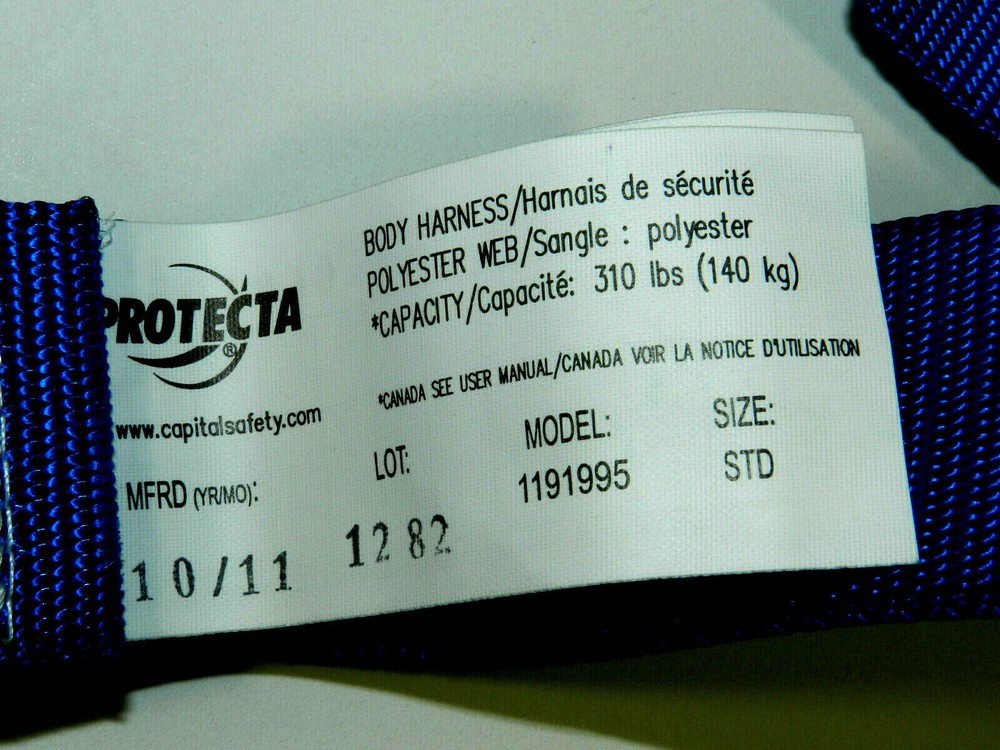 BODY HARNESS/Harnais de sécurité
POLYESTER WEB/Sangle : polyester
*CAPACITY/Capacité: 310 lbs (140 kg)
PROTECTA
®
*CANADA SEE USER MANUAL/CANADA VOIR LA NOTICE D'UTILISATION
www.capitalsafety.com
MFRD (YR/MO): LOT: MODEL: SIZE:
10/11 1282 1191995 STD